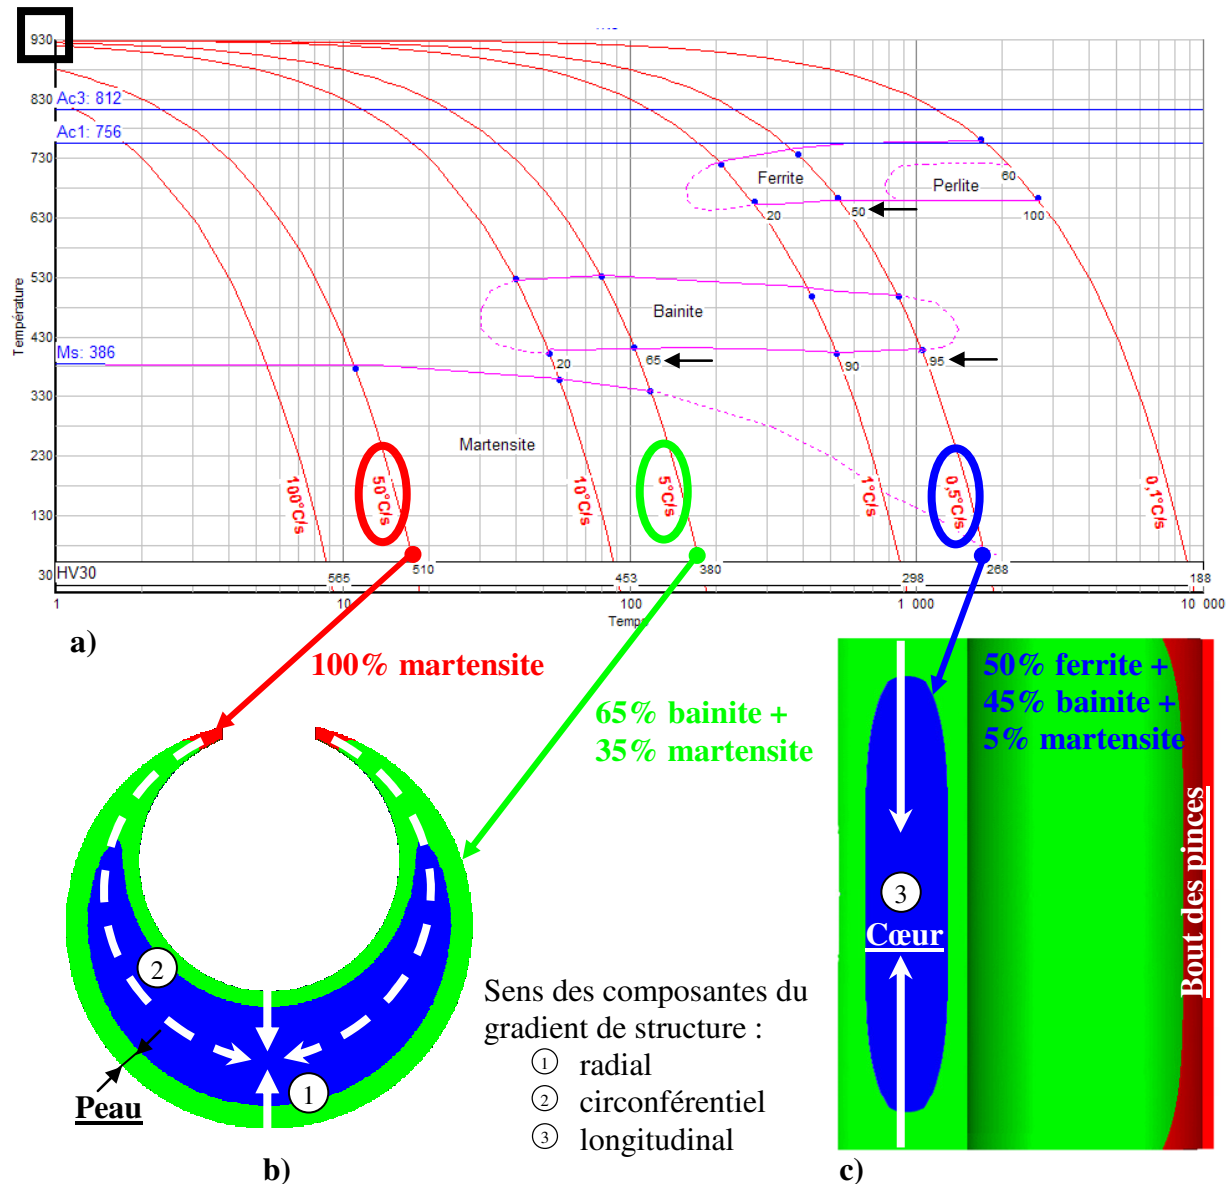 930
Ac3: 812
830
Ac1: 756
730
Ferrite
Perlite
60
20
50
100
630
530
Bainite
Température
430
Ms: 386
20
65
90
95
330
Martensite
230
100°C/s
50°C/s
10°C/s
5°C/s
1°C/s
0,5°C/s
0,1°C/s
130
30
HV30
565
510
453
380
298
268
188
1
10
100
1 000
10 000
Temps
a)
100% martensite
65% bainite +
35% martensite
50% ferrite +
45% bainite +
5% martensite
Bout des pinces
3
Cœur
2
1
Peau
Sens des composantes du
gradient de structure :
1 radial
2 circonférentiel
3 longitudinal
b)
c)